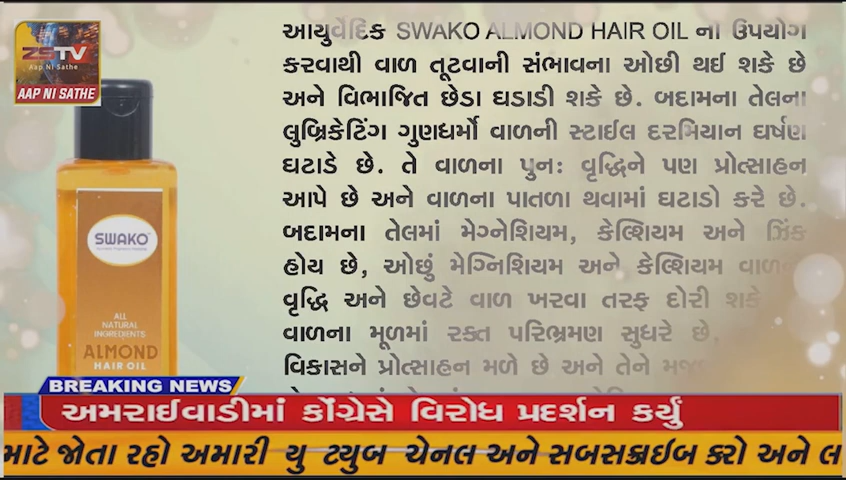 ZSTV
Aap Ni Sathe
AAP NI SATHE
આયુર્વેદિક SWAKO ALMOND HAIR OIL નો ઉપયોગ
કરવાથી વાળ તૂટવાની સંભાવના ઓછી થઈ શકે છે
અને વિભાજિત છેડા ઘડાડી શકે છે. બદામના તેલના
લુબ્રિકેટિંગ ગુણધર્મો વાળની સ્ટાઈલ દરમિયાન ઘર્ષણ
ઘટાડે છે. તે વાળના પુનઃ વૃદ્ધિને પણ પ્રોત્સાહન
આપે છે અને વાળના પાતળા થવામાં ઘટાડો કરે છે.
બદામના તેલમાં મેગ્નેશિયમ, કેલ્શિયમ અને ઝિંક
હોય છે, ઓછું મેગ્નિશિયમ અને કેલ્શિયમ
વૃદ્ધિ અને છેવટે વાળ ખરવા તરફ દોરી
વાળના મૂળમાં રક્ત પરિભ્રમણ સુધરે છે,
વિકાસને પ્રોત્સાહન મળે છે અને તેને
SWAKO
ALL
NATURAL
INGREDIENTS
ALMOND
HAIR OIL
BREAKING NEWS
અમરાઈવાડીમાં કોંગ્રેસે વિરોધ પ્રદર્શન કર્યું
માટે જોતા રહો અમારી યુ ટ્યુબ ચેનલ અને સબસક્રાઇબ કરો અને લ